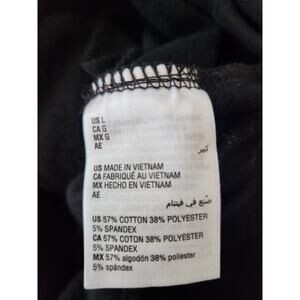 US L
CA G
MX G
AE كبير
US MADE IN VIETNAM
CA FABRIQUÉ AU VIETNAM
MX HECHO EN VIETNAM
AE صنع في فيتنام
US 57% COTTON 38% POLYESTER
5% SPANDEX
CA 57% COTON 38% POLYESTER
5% SPANDEX
MX 57% algodón 38% poliester
5% spándex